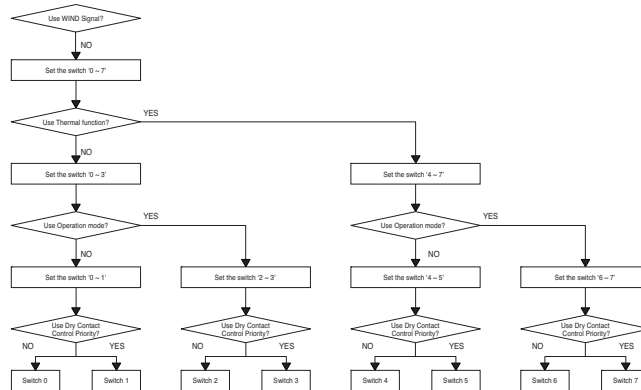 Use WIND Signal?
NO
Set the switch '0 ~ 7'
YES
Use Thermal function?
NO
Set the switch '0 ~ 3'
Set the switch '4 ~ 7'
YES
YES
Use Operation mode?
Use Operation mode?
NO
NO
Set the switch '0 ~ 1'
Set the switch '2 ~ 3'
Set the switch '4 ~ 5'
Set the switch '6 ~ 7'
Use Dry Contact
Control Priority?
Use Dry Contact
Control Priority?
Use Dry Contact
Control Priority?
Use Dry Contact
Control Priority?
NO
YES
NO
YES
NO
YES
NO
YES
Switch 0
Switch 1
Switch 2
Switch 3
Switch 4
Switch 5
Switch 6
Switch 7